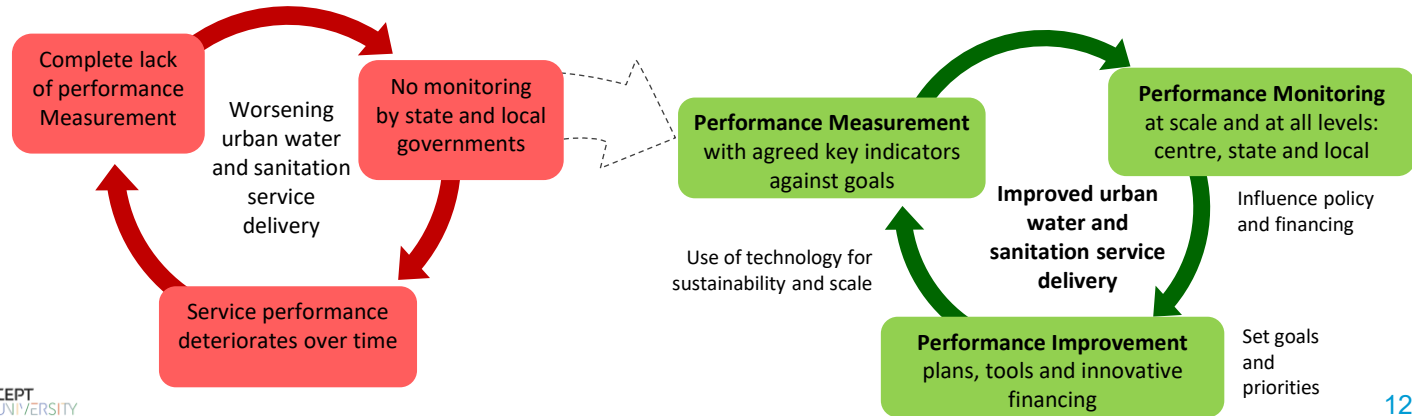 Complete lack
of performance
Measurement
Worsening
urban water
and sanitation
service
delivery
No monitoring
by state and local
governments
Service performance
deteriorates over time
Performance Measurement
with agreed key indicators
against goals
Performance Monitoring
at scale and at all levels:
centre, state and local
Improved urban
water and
sanitation service
delivery
Influence policy
and financing
Use of technology for
sustainability and scale
Performance Improvement
plans, tools and innovative
financing
Set goals
and
priorities
CEPT
UNIVERSITY
12